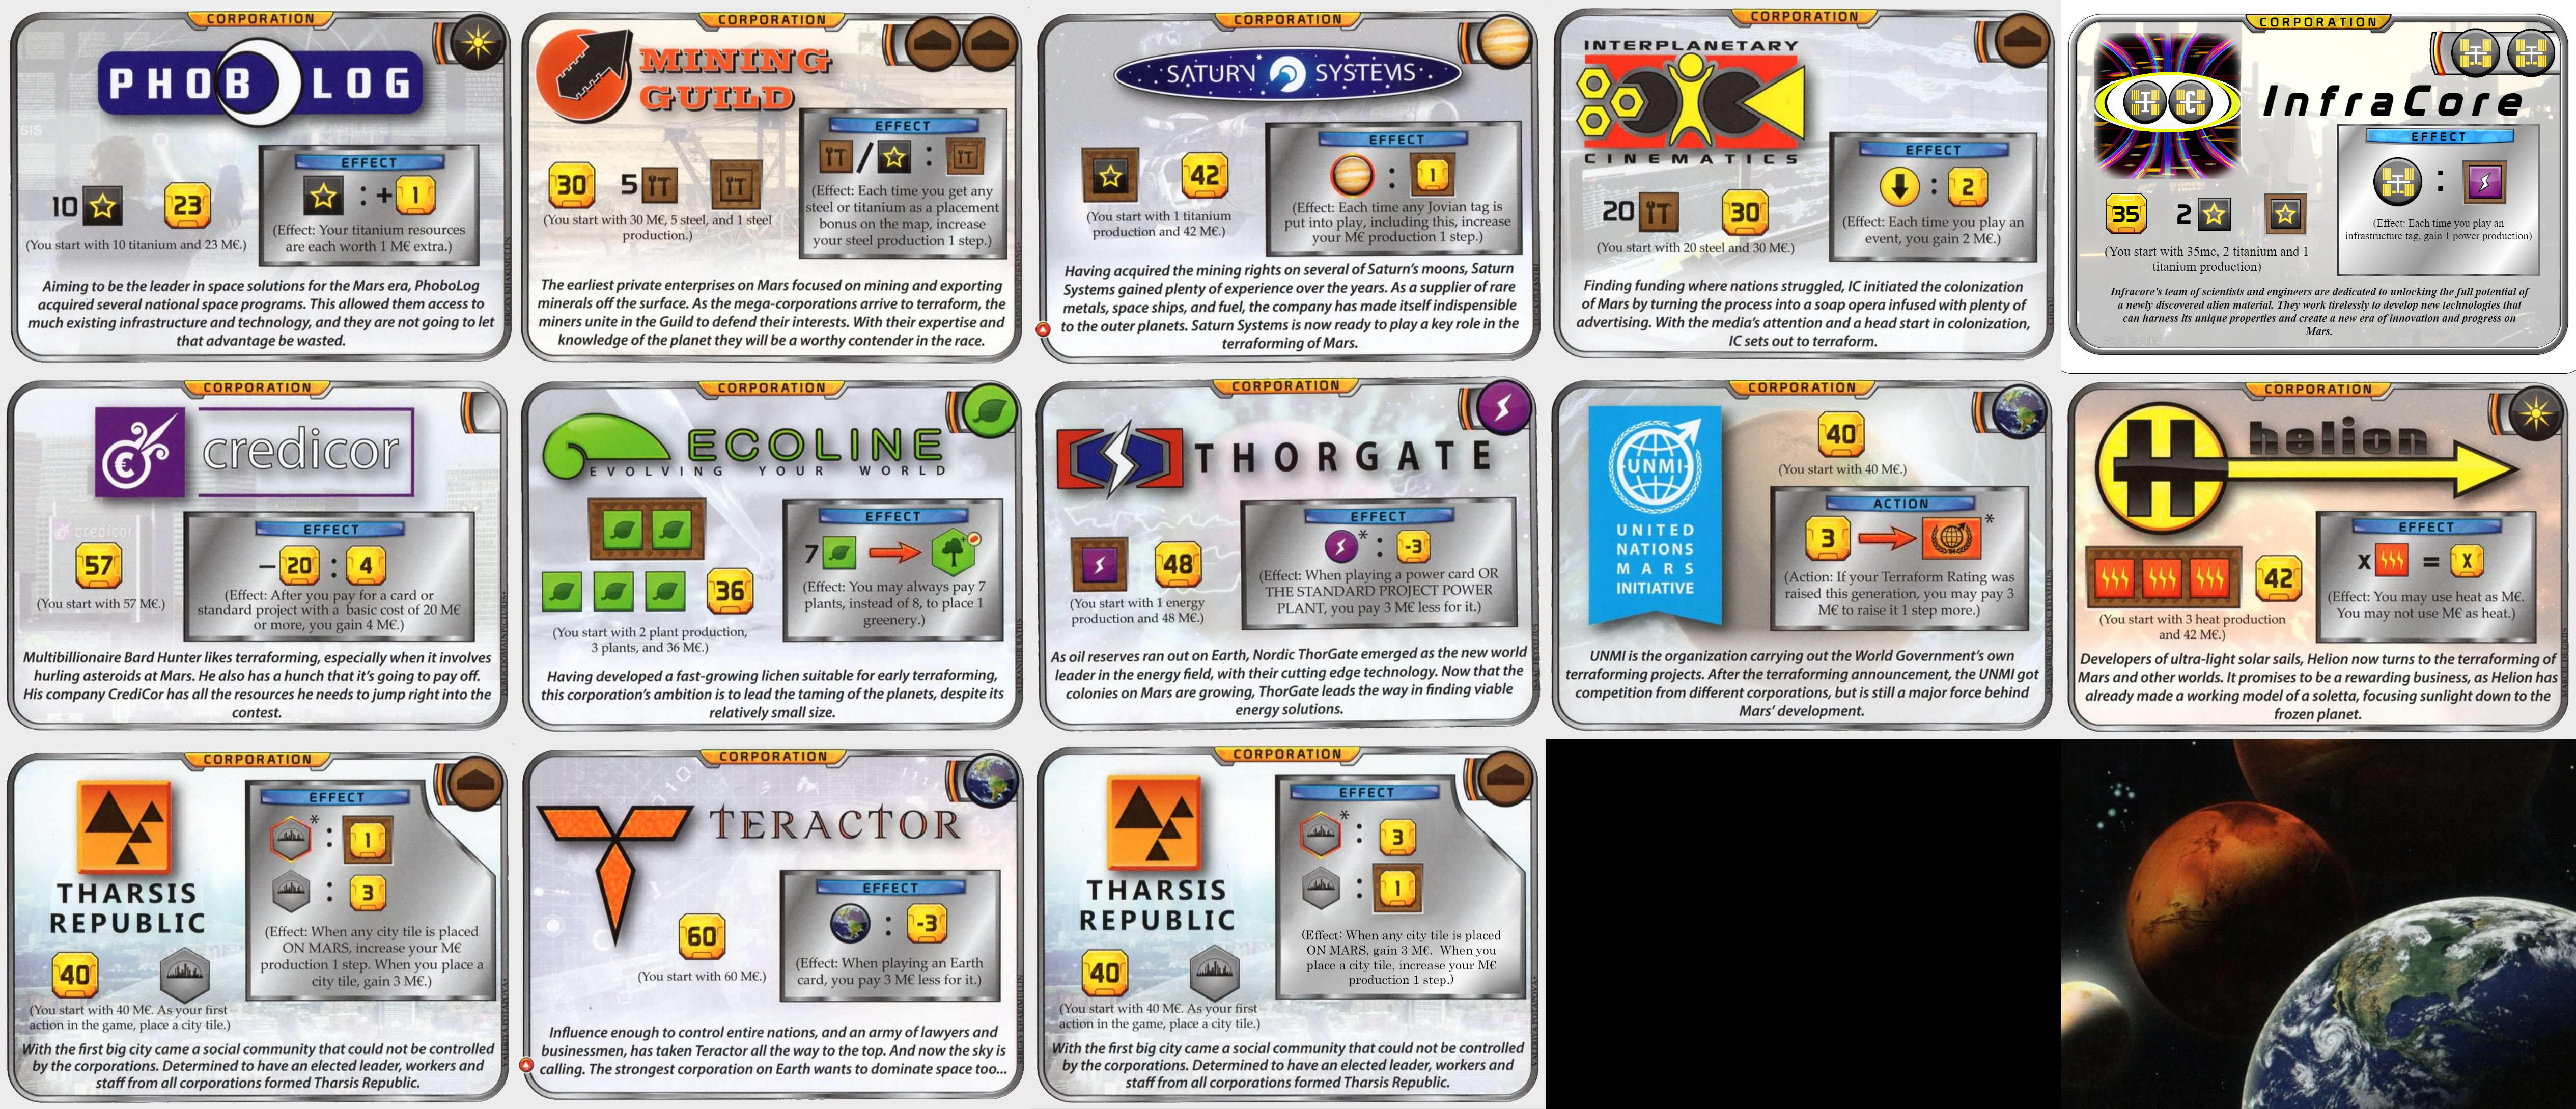 CORPORATION
PHOBOLOG
10
23
(You start with 10 titanium and 23 M€.)
EFFECT
: + 1
(Effect: Your titanium resources
are each worth 1 M€ extra.)
Aiming to be the leader in space solutions for the Mars era, PhoboLog
acquired several national space programs. This allowed them access to
much existing infrastructure and technology, and they are not going to let
that advantage be wasted.
CORPORATION
MINING
GUILD
30
5
(You start with 30 M€, 5 steel, and 1 steel
production.)
EFFECT
/ :
(Effect: Each time you get any
steel or titanium as a placement
bonus on the map, increase
your steel production 1 step.)
The earliest private enterprises on Mars focused on mining and exporting
minerals off the surface. As the mega-corporations arrive to terraform, the
miners unite in the Guild to defend their interests. With their expertise and
knowledge of the planet they will be a worthy contender in the race.
CORPORATION
SATURN SYSTEMS
42
(You start with 1 titanium
production and 42 M€.)
EFFECT
: 1
(Effect: Each time any Jovian tag is
put into play, including this, increase
your M€ production 1 step.)
Having acquired the mining rights on several of Saturn's moons, Saturn
Systems gained plenty of experience over the years. As a supplier of rare
metals, space ships, and fuel, the company has made itself indispensible
to the outer planets. Saturn Systems is now ready to play a key role in the
terraforming of Mars.
CORPORATION
INTERPLANETARY
CINEMATICS
20
30
(You start with 20 steel and 30 M€.)
EFFECT
: 2
(Effect: Each time you play an
event, you gain 2 M€.)
Finding funding where nations struggled, IC initiated the colonization
of Mars by turning the process into a soap opera infused with plenty of
advertising. With the media's attention and a head start in colonization,
IC sets out to terraform.
CORPORATION
I C
InfraCore
35
2
(You start with 35mc, 2 titanium and 1
titanium production)
EFFECT
:
(Effect: Each time you play an
infrastructure tag, gain 1 power production)
Infracore's team of scientists and engineers are dedicated to unlocking the full potential of
a newly discovered alien material. They work tirelessly to develop new technologies that
can harness its unique properties and create a new era of innovation and progress on
Mars.
CORPORATION
credicor
credicor
57
(You start with 57 M€.)
EFFECT
− 20 : 4
(Effect: After you pay for a card or
standard project with a basic cost of 20 M€
or more, you gain 4 M€.)
Multibillionaire Bard Hunter likes terraforming, especially when it involves
hurling asteroids at Mars. He also has a hunch that it's going to pay off.
His company CrediCor has all the resources he needs to jump right into the
contest.
CORPORATION
ECOLINE
EVOLVING YOUR WORLD
36
(You start with 2 plant production,
3 plants, and 36 M€.)
EFFECT
7
(Effect: You may always pay 7
plants, instead of 8, to place 1
greenery.)
Having developed a fast-growing lichen suitable for early terraforming,
this corporation's ambition is to lead the taming of the planets, despite its
relatively small size.
CORPORATION
THORGATE
48
(You start with 1 energy
production and 48 M€.)
EFFECT
* : -3
(Effect: When playing a power card OR
THE STANDARD PROJECT POWER
PLANT, you pay 3 M€ less for it.)
As oil reserves ran out on Earth, Nordic ThorGate emerged as the new world
leader in the energy field, with their cutting edge technology. Now that the
colonies on Mars are growing, ThorGate leads the way in finding viable
energy solutions.
CORPORATION
UNMI
UNITED
NATIONS
MARS
INITIATIVE
40
(You start with 40 M€.)
ACTION
3 *
(Action: If your Terraform Rating was
raised this generation, you may pay 3
M€ to raise it 1 step more.)
UNMI is the organization carrying out the World Government's own
terraforming projects. After the terraforming announcement, the UNMI got
competition from different corporations, but is still a major force behind
Mars' development.
CORPORATION
H
helion
42
(You start with 3 heat production
and 42 M€.)
EFFECT
x = x
(Effect: You may use heat as M€.
You may not use M€ as heat.)
Developers of ultra-light solar sails, Helion now turns to the terraforming of
Mars and other worlds. It promises to be a rewarding business, as Helion has
already made a working model of a soletta, focusing sunlight down to the
frozen planet.
CORPORATION
THARSIS
REPUBLIC
40
(You start with 40 M€. As your first
action in the game, place a city tile.)
EFFECT
* : 1
: 3
(Effect: When any city tile is placed
ON MARS, increase your M€
production 1 step. When you place a
city tile, gain 3 M€.)
With the first big city came a social community that could not be controlled
by the corporations. Determined to have an elected leader, workers and
staff from all corporations formed Tharsis Republic.
CORPORATION
TERACTOR
60
(You start with 60 M€.)
EFFECT
: -3
(Effect: When playing an Earth
card, you pay 3 M€ less for it.)
Influence enough to control entire nations, and an army of lawyers and
businessmen, has taken Teractor all the way to the top. And now the sky is
calling. The strongest corporation on Earth wants to dominate space too...
CORPORATION
THARSIS
REPUBLIC
40
(You start with 40 M€. As your first
action in the game, place a city tile.)
EFFECT
* : 3
: 1
(Effect: When any city tile is placed
ON MARS, gain 3 M€. When you
place a city tile, increase your M€
production 1 step.)
With the first big city came a social community that could not be controlled
by the corporations. Determined to have an elected leader, workers and
staff from all corporations formed Tharsis Republic.